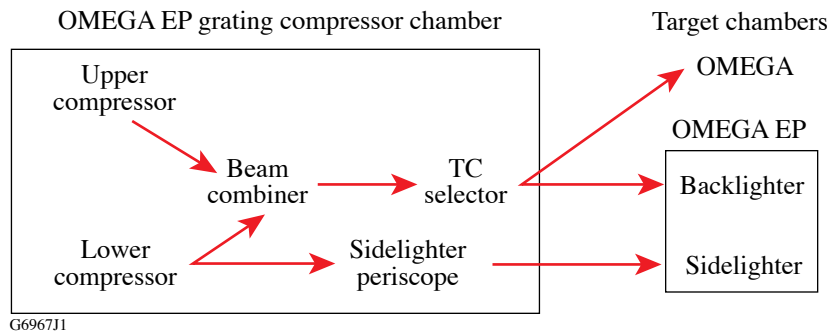 OMEGA EP grating compressor chamber
Target chambers
Upper
compressor
OMEGA
OMEGA EP
Beam
combiner
TC
selector
Backlighter
Lower
compressor
Sidelighter
periscope
Sidelighter
G6967J1